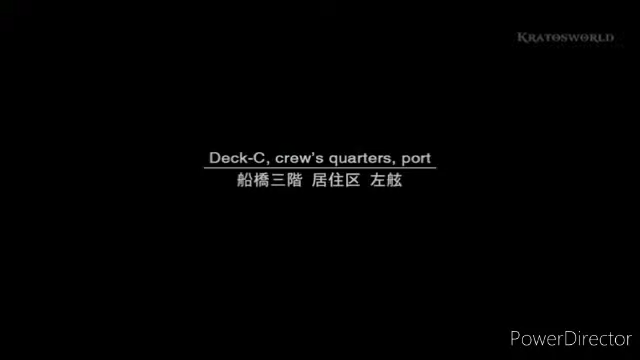 KRATOSWORLD
Deck-C, crew's quarters, port
船橋三階 居住区 左舷
PowerDirector